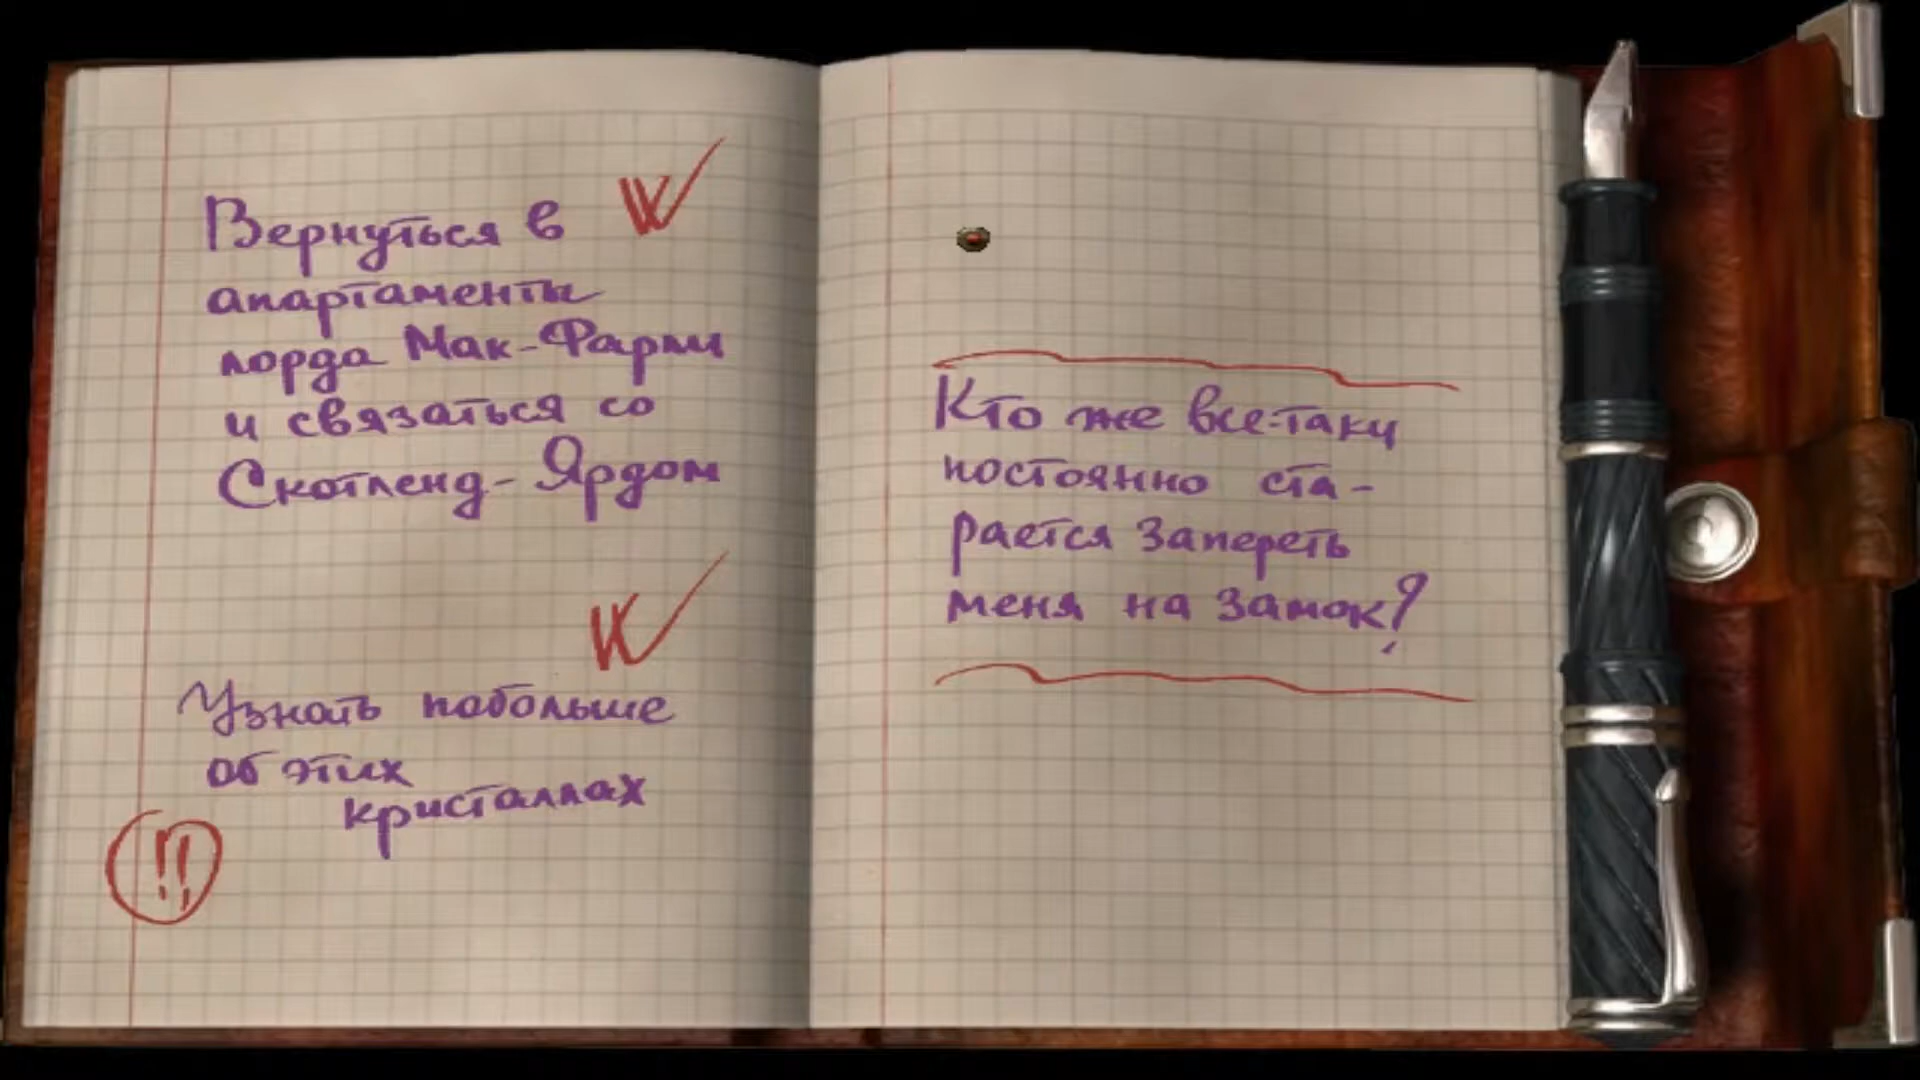 Вернуться в
апартаменты
лорда Мак-Фарли
и связаться со
Скотленд-Ярдом
Узнать побольше
об этих
кристаллах
!!
Кто же все-таки
постоянно ста-
рается запереть
меня на замок?